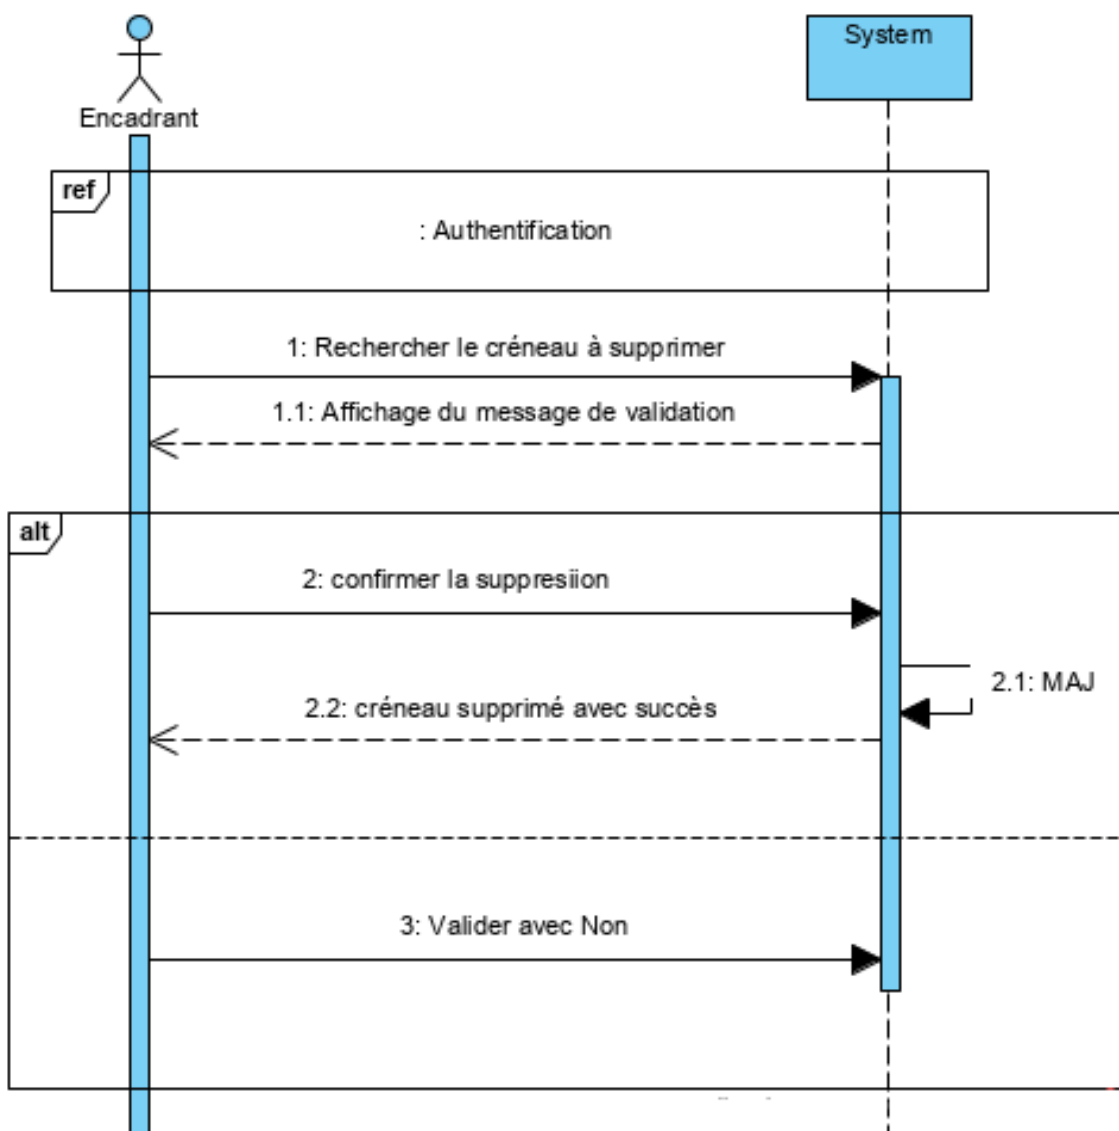 System
Encadrant
ref
: Authentification
1: Rechercher le créneau à supprimer
1.1: Affichage du message de validation
alt
2: confirmer la suppresiion
2.1: MAJ
2.2: créneau supprimé avec succès
3: Valider avec Non